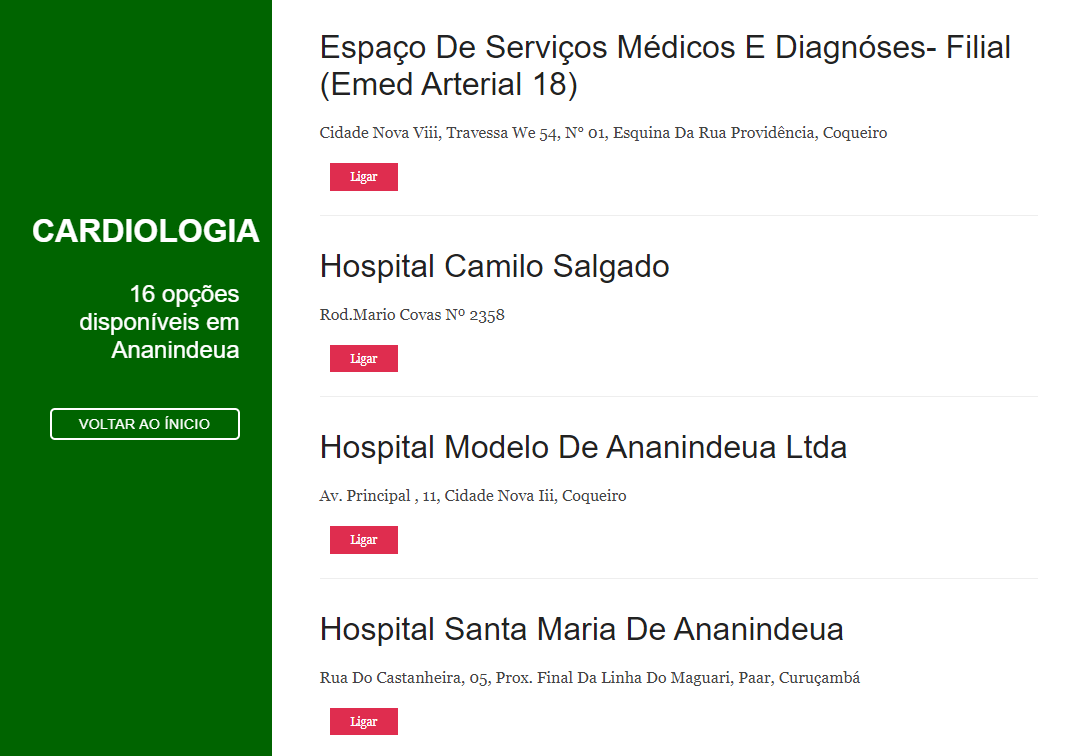 CARDIOLOGIA
16 opções
disponíveis em
Ananindeua
VOLTAR AO ÍNICIO
Espaço De Serviços Médicos E Diagnóses- Filial
(Emed Arterial 18)
Cidade Nova Viii, Travessa We 54, N° 01, Esquina Da Rua Providência, Coqueiro
Ligar
Hospital Camilo Salgado
Rod.Mario Covas Nº 2358
Ligar
Hospital Modelo De Ananindeua Ltda
Av. Principal , 11, Cidade Nova Iii, Coqueiro
Ligar
Hospital Santa Maria De Ananindeua
Rua Do Castanheira, 05, Prox. Final Da Linha Do Maguari, Paar, Curuçambá
Ligar